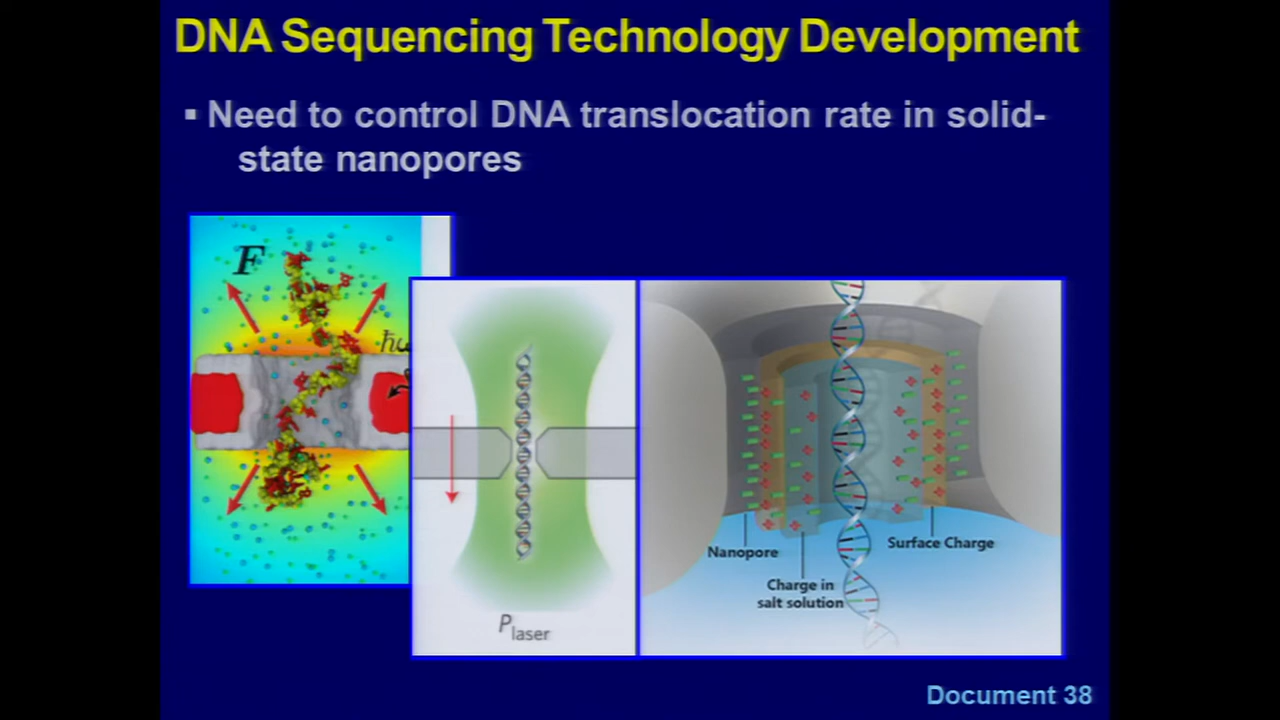 DNA Sequencing Technology Development
▪ Need to control DNA translocation rate in solid-
state nanopores
F
Nanopore
Surface Charge
Charge in
salt solution
P laser
Document 38